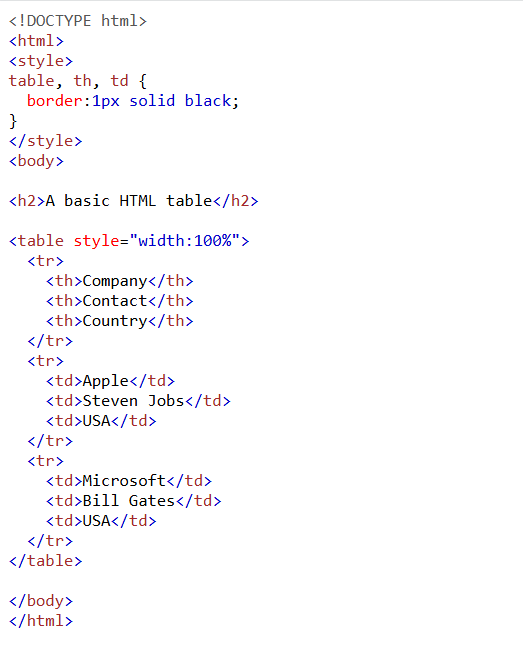 <!DOCTYPE html>
<html>
<style>
table, th, td {
  border:1px solid black;
}
</style>
<body>

<h2>A basic HTML table</h2>

<table style="width:100%">
  <tr>
    <th>Company</th>
    <th>Contact</th>
    <th>Country</th>
  </tr>
  <tr>
    <td>Apple</td>
    <td>Steven Jobs</td>
    <td>USA</td>
  </tr>
  <tr>
    <td>Microsoft</td>
    <td>Bill Gates</td>
    <td>USA</td>
  </tr>
</table>

</body>
</html>